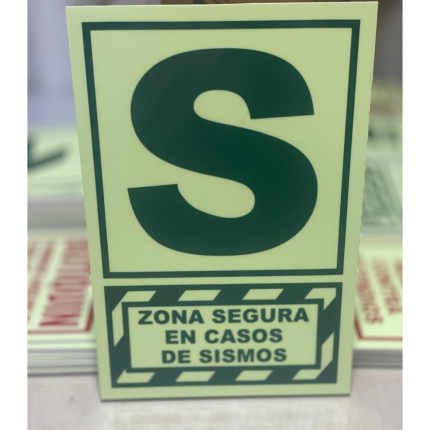 S
ZONA SEGURA
EN CASOS
DE SISMOS